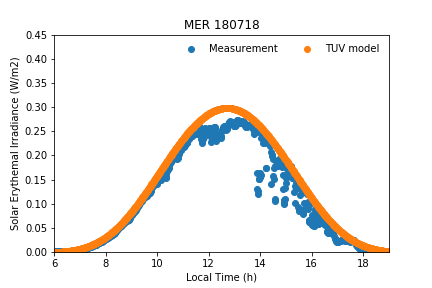 MER 180718
Measurement TUV model
Solar Erythemal Irradiance (W/m2)
0.45
0.40
0.35
0.30
0.25
0.20
0.15
0.10
0.05
0.00
6 8 10 12 14 16 18
Local Time (h)